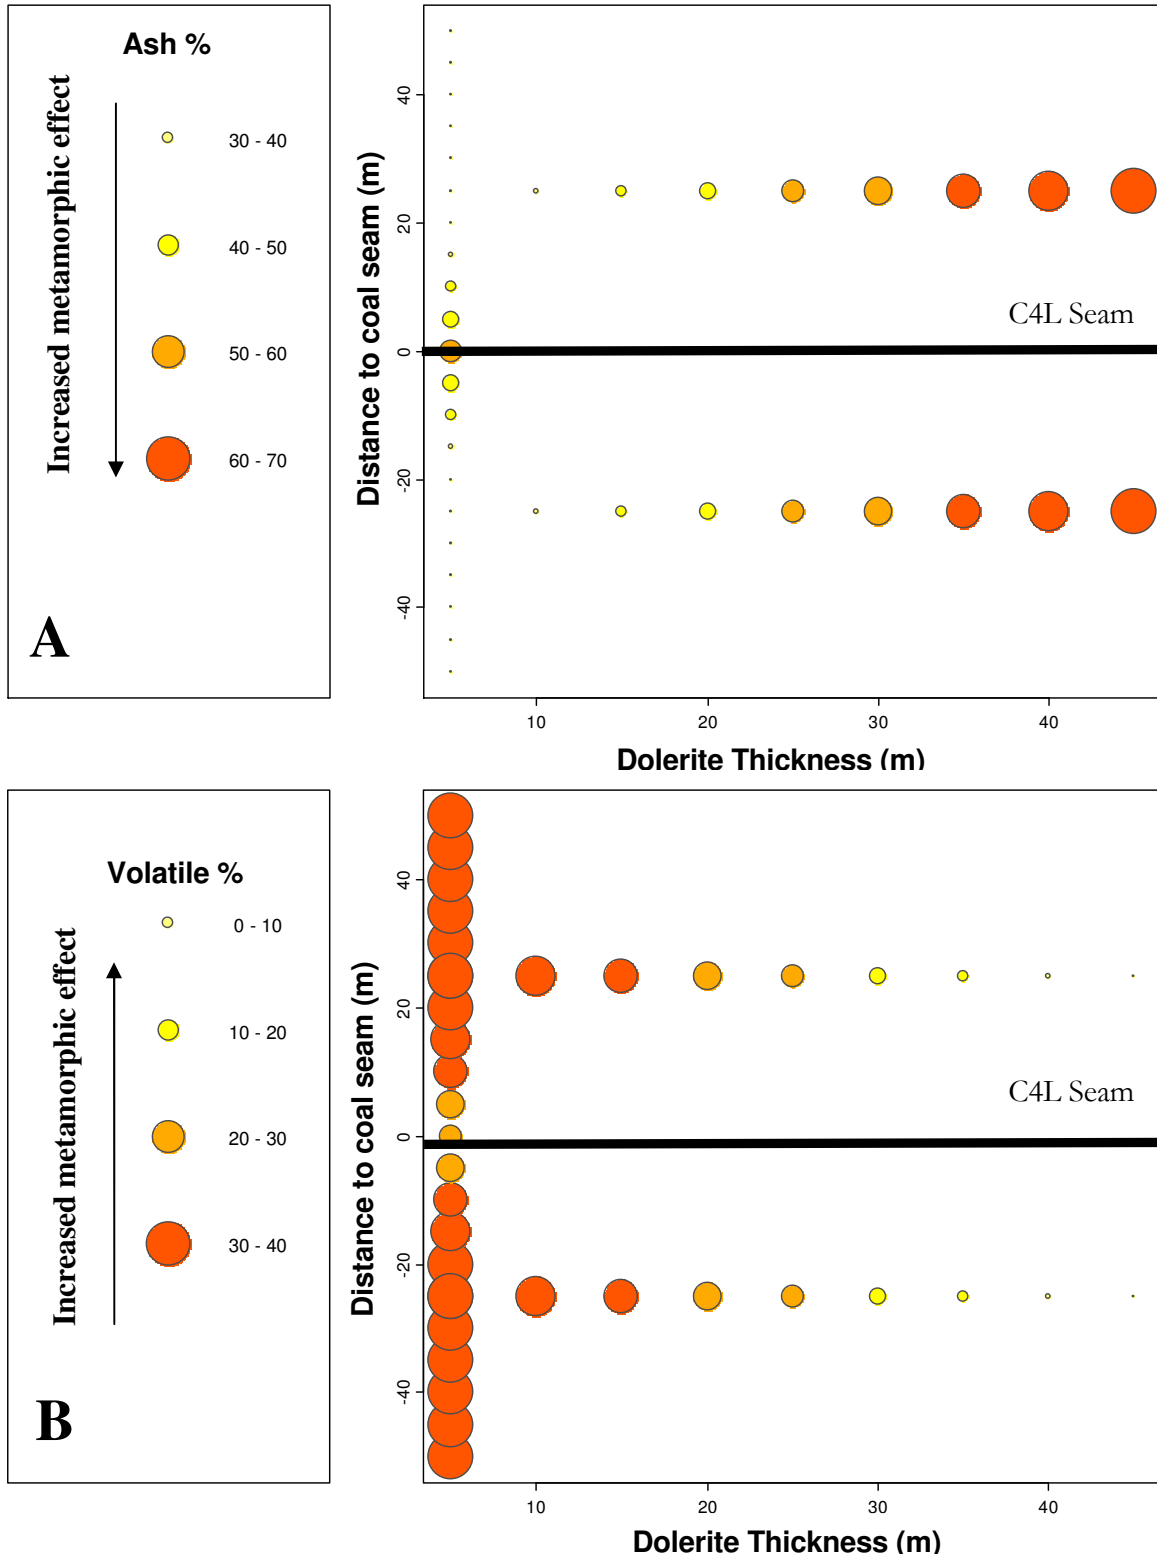 Ash %
Increased metamorphic effect
30 - 40
40 - 50
50 - 60
60 - 70
A
Distance to coal seam (m)
40
20
0
-20
-40
C4L Seam
10
20
30
40
Dolerite Thickness (m)
Volatile %
Increased metamorphic effect
0 - 10
10 - 20
20 - 30
30 - 40
B
Distance to coal seam (m)
40
20
0
-20
-40
C4L Seam
10
20
30
40
Dolerite Thickness (m)